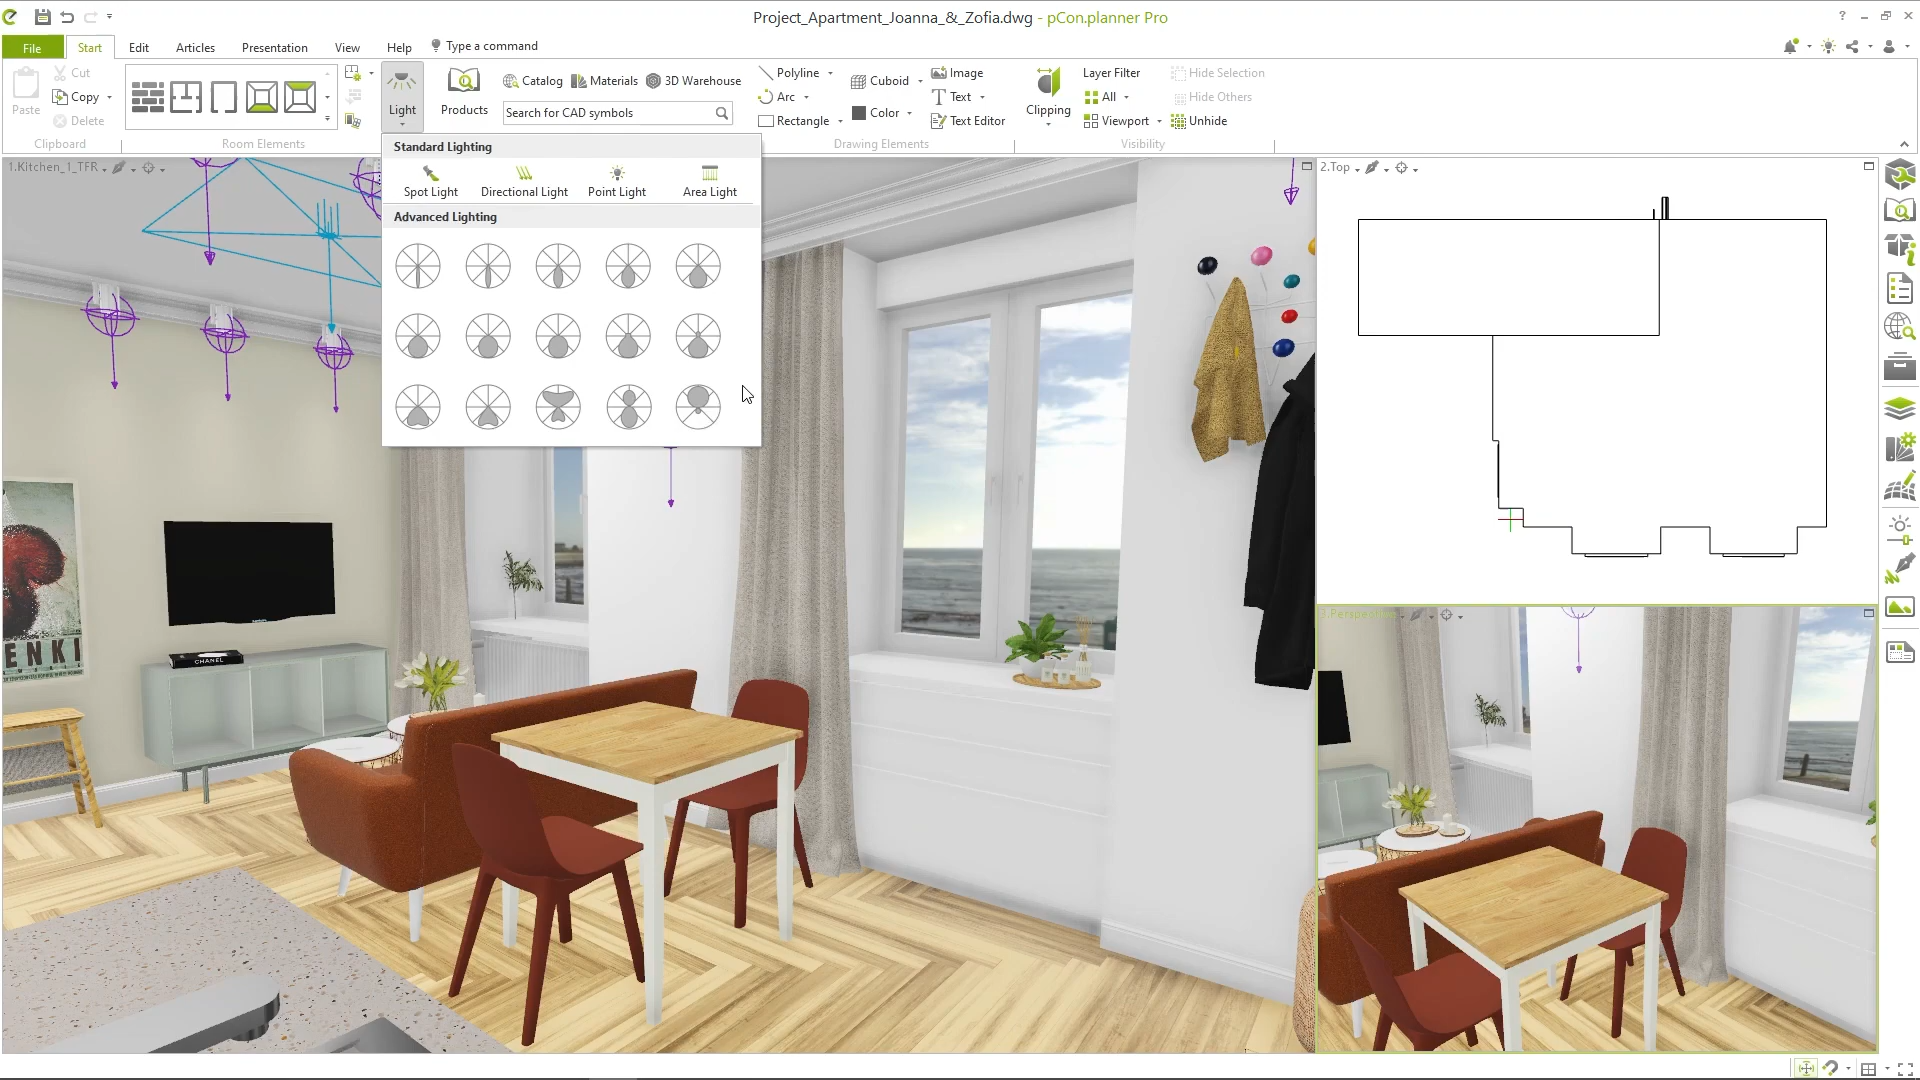 Project_Apartment_Joanna_&_Zofia.dwg - pCon.planner Pro
?
File Start Edit Articles Presentation View Help Type a command
Paste
Cut
Copy
Delete
Clipboard
Room Elements
Light
Products
Catalog Materials 3D Warehouse
Search for CAD symbols
Polyline
Arc
Rectangle
Cuboid
Color
Image
Text
Text Editor
Drawing Elements
Clipping
Layer Filter
All
Viewport
Hide Selection
Hide Others
Unhide
Visibility
Standard Lighting
Spot Light Directional Light Point Light Area Light
Advanced Lighting
1.Kitchen_1_TFR
2.Top
3.Perspective
ENKI
CHANEL